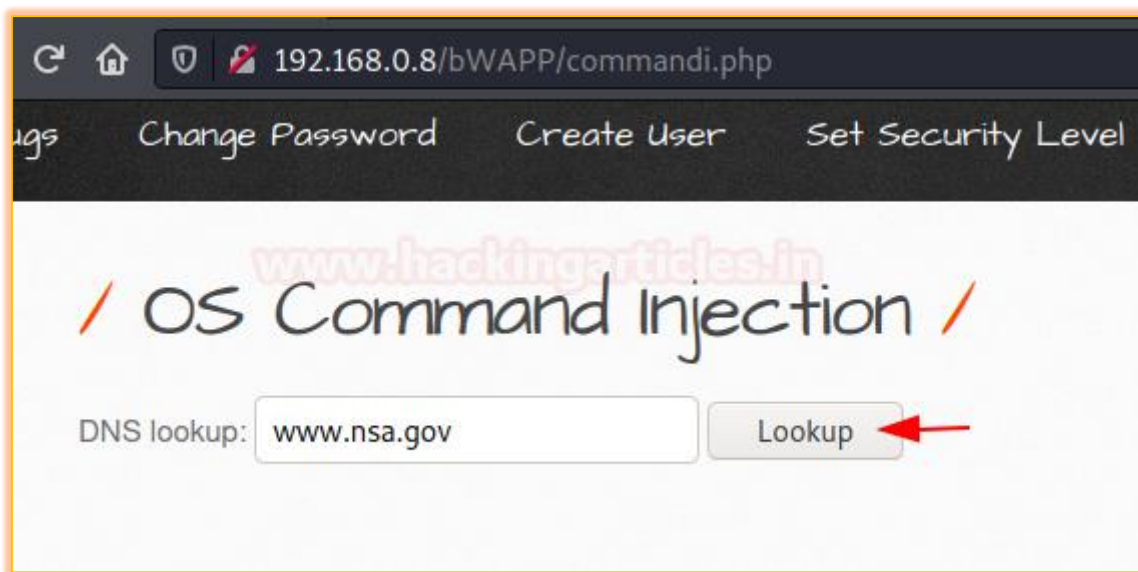 192.168.0.8/bWAPP/commandi.php
ugs Change Password Create User Set Security Level
www.hackingarticles.in
/ OS Command Injection /
DNS lookup: www.nsa.gov Lookup